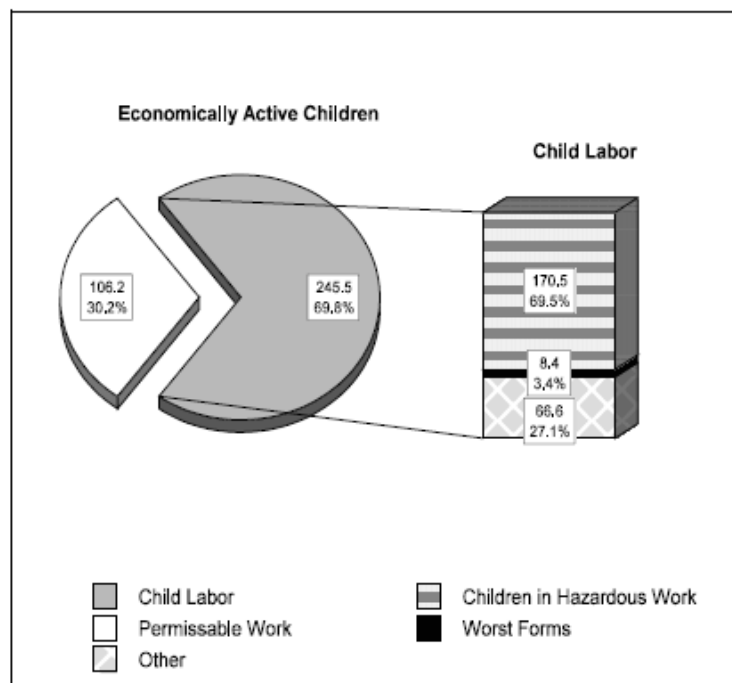 Economically Active Children
Child Labor
106.2
30.2%
245.5
69.8%
170.5
69.5%
8.4
3.4%
66.6
27.1%
Child Labor
Permissable Work
Other
Children in Hazardous Work
Worst Forms